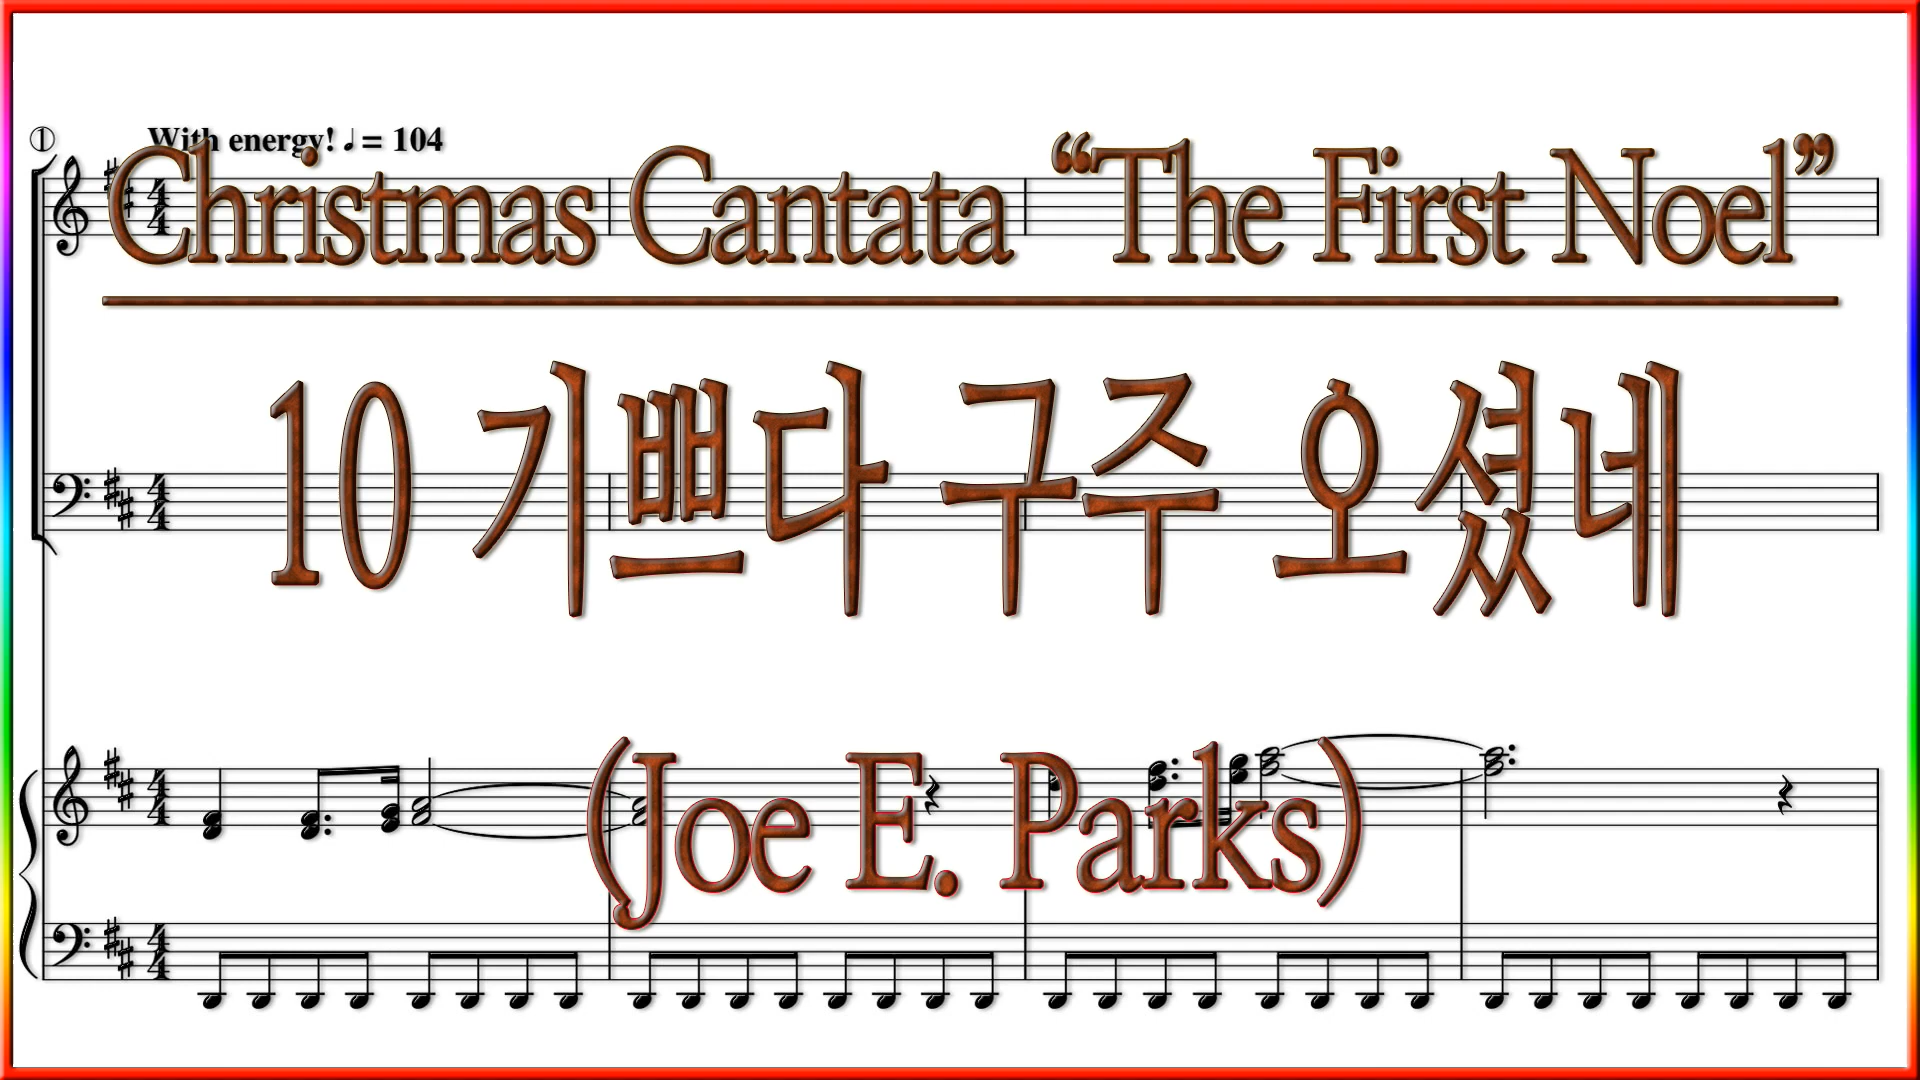 ① With energy! ♩ = 104
Christmas Cantata “The First Noel”
10 기쁘다 구주 오셨네
(Joe E. Parks)